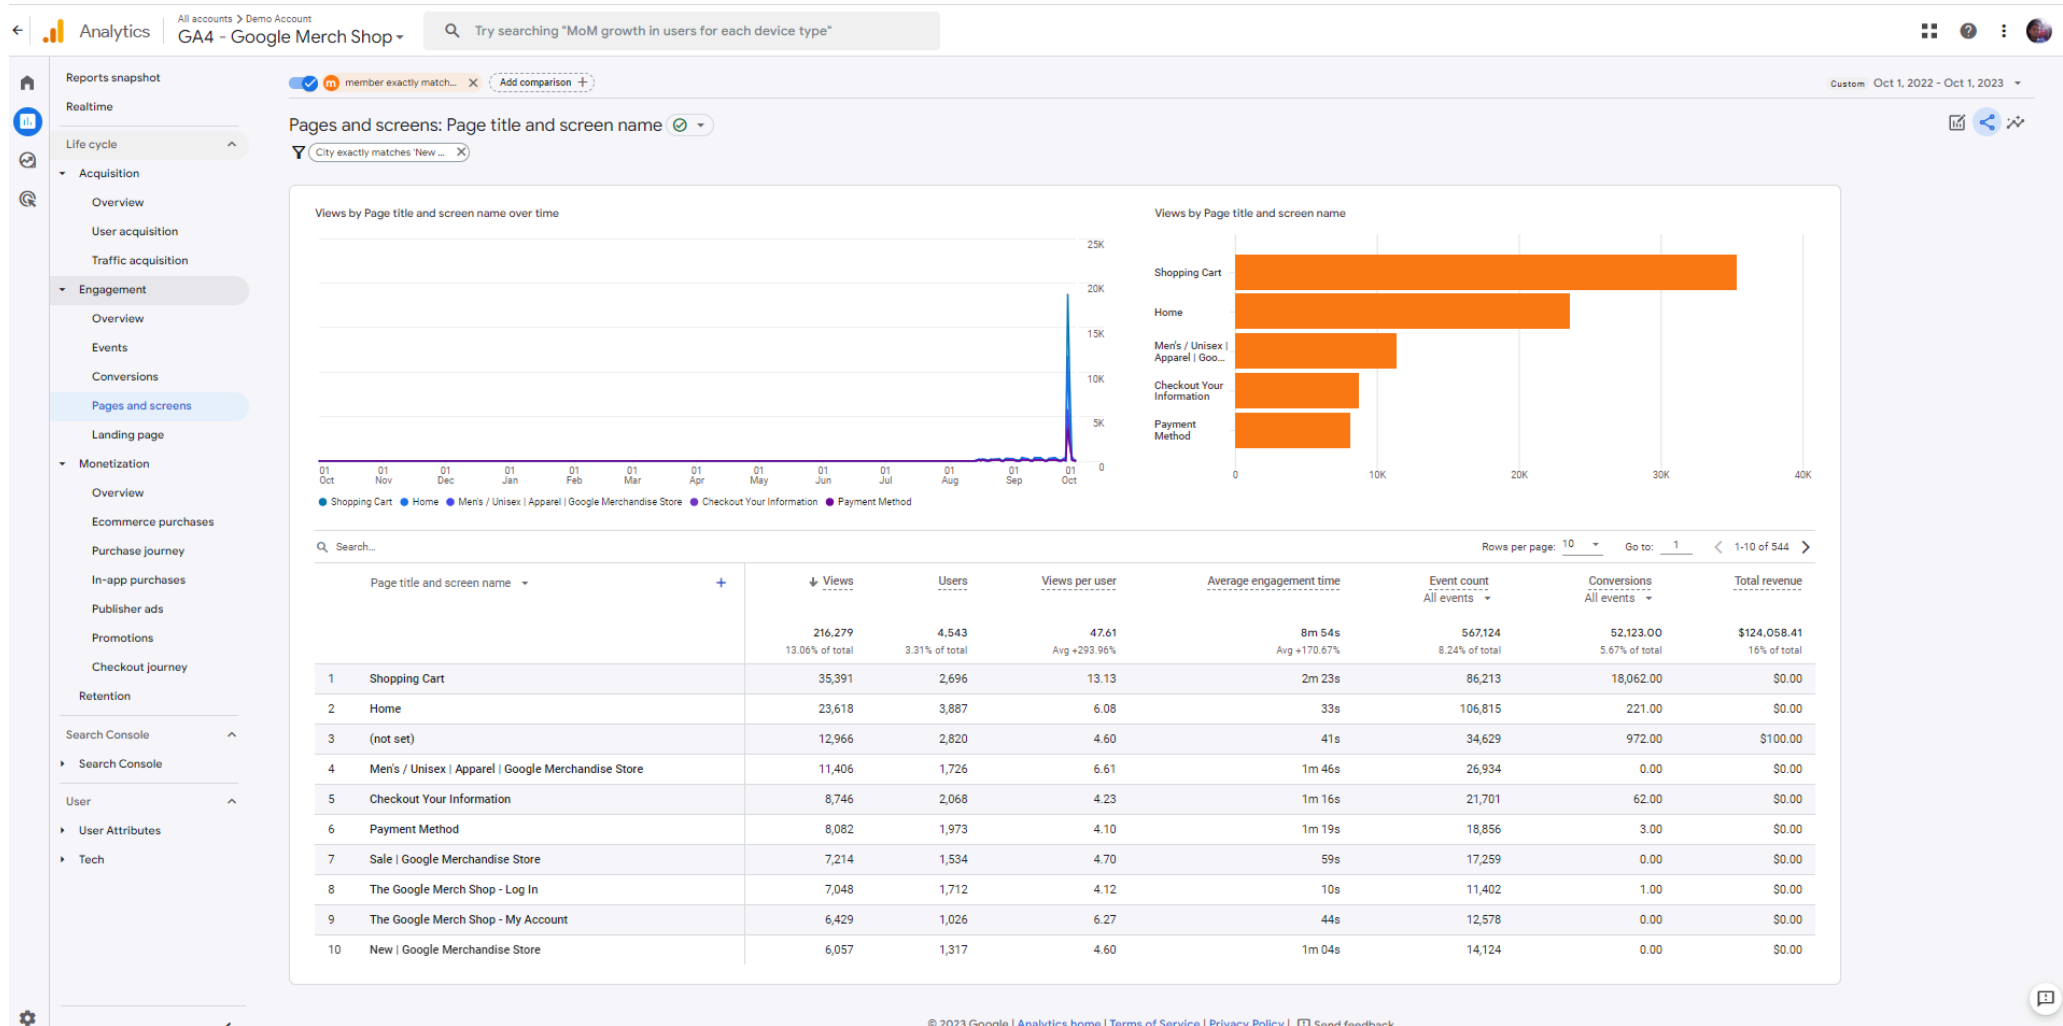 All accounts > Demo Account
Analytics
GA4 - Google Merch Shop
Try searching "MoM growth in users for each device type"
Reports snapshot
Realtime
Life cycle
Acquisition
Overview
User acquisition
Traffic acquisition
Engagement
Overview
Events
Conversions
Pages and screens
Landing page
Monetization
Overview
Ecommerce purchases
Purchase journey
In-app purchases
Publisher ads
Promotions
Checkout journey
Retention
Search Console
Search Console
User
User Attributes
Tech
m member exactly match... Add comparison +
Custom Oct 1, 2022 - Oct 1, 2023
Pages and screens: Page title and screen name
City exactly matches 'New ...
Views by Page title and screen name over time
25K
20K
15K
10K
5K
0
01 01 01 01 01 01 01 01 01 01 01 01 01
Oct Nov Dec Jan Feb Mar Apr May Jun Jul Aug Sep Oct
Shopping Cart Home Men's / Unisex | Apparel | Google Merchandise Store Checkout Your Information Payment Method
Views by Page title and screen name
Shopping Cart
Home
Men's / Unisex |
Apparel | Goo...
Checkout Your
Information
Payment
Method
0 10K 20K 30K 40K
Search...
Rows per page: 10 Go to: 1 1-10 of 544
Page title and screen name + Views Users Views per user Average engagement time Event count Conversions Total revenue
All events All events
216,279 4,543 47.61 8m 54s 567,124 52,123.00 $124,058.41
13.06% of total 3.31% of total Avg +293.96% Avg +170.67% 8.24% of total 5.67% of total 16% of total
1 Shopping Cart 35,391 2,696 13.13 2m 23s 86,213 18,062.00 $0.00
2 Home 23,618 3,887 6.08 33s 106,815 221.00 $0.00
3 (not set) 12,966 2,820 4.60 41s 34,629 972.00 $100.00
4 Men's / Unisex | Apparel | Google Merchandise Store 11,406 1,726 6.61 1m 46s 26,934 0.00 $0.00
5 Checkout Your Information 8,746 2,068 4.23 1m 16s 21,701 62.00 $0.00
6 Payment Method 8,082 1,973 4.10 1m 19s 18,856 3.00 $0.00
7 Sale | Google Merchandise Store 7,214 1,534 4.70 59s 17,259 0.00 $0.00
8 The Google Merch Shop - Log In 7,048 1,712 4.12 10s 11,402 1.00 $0.00
9 The Google Merch Shop - My Account 6,429 1,026 6.27 44s 12,578 0.00 $0.00
10 New | Google Merchandise Store 6,057 1,317 4.60 1m 04s 14,124 0.00 $0.00
© 2023 Google | Analytics home | Terms of Service | Privacy Policy | Send feedback